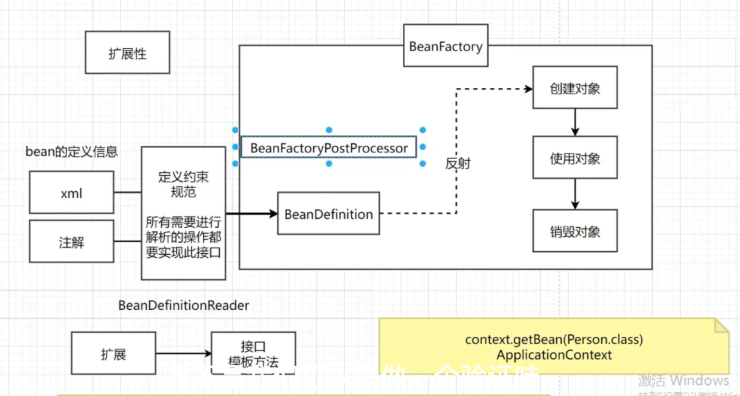 扩展性
BeanFactory
创建对象
bean的定义信息
BeanFactoryPostProcessor
反射
xml
定义约束
规范
使用对象
注解
所有需要进行
解析的操作都
要实现此接口
BeanDefinition
销毁对象
BeanDefinitionReader
扩展
接口
模板方法
context.getBean(Person.class)
ApplicationContext
激活 Windows